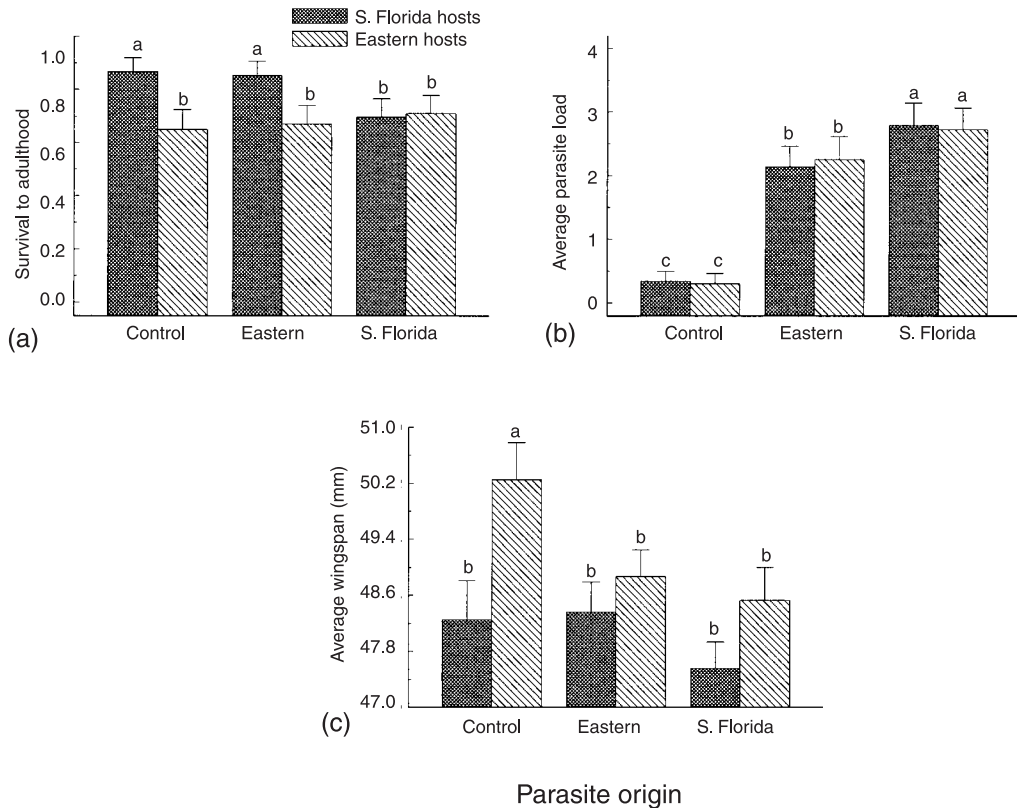 S. Florida hosts
Eastern hosts
Survival to adulthood
1.0
0.8
0.6
0.4
0.2
0.0
a
b
a
b
b
b
Control
Eastern
S. Florida
(a)
Average parasite load
4
3
2
1
0
c
c
b
b
a
a
Control
Eastern
S. Florida
(b)
Average wingspan (mm)
51.0
50.2
49.4
48.6
47.8
47.0
b
a
b
b
b
b
Control
Eastern
S. Florida
(c)
Parasite origin